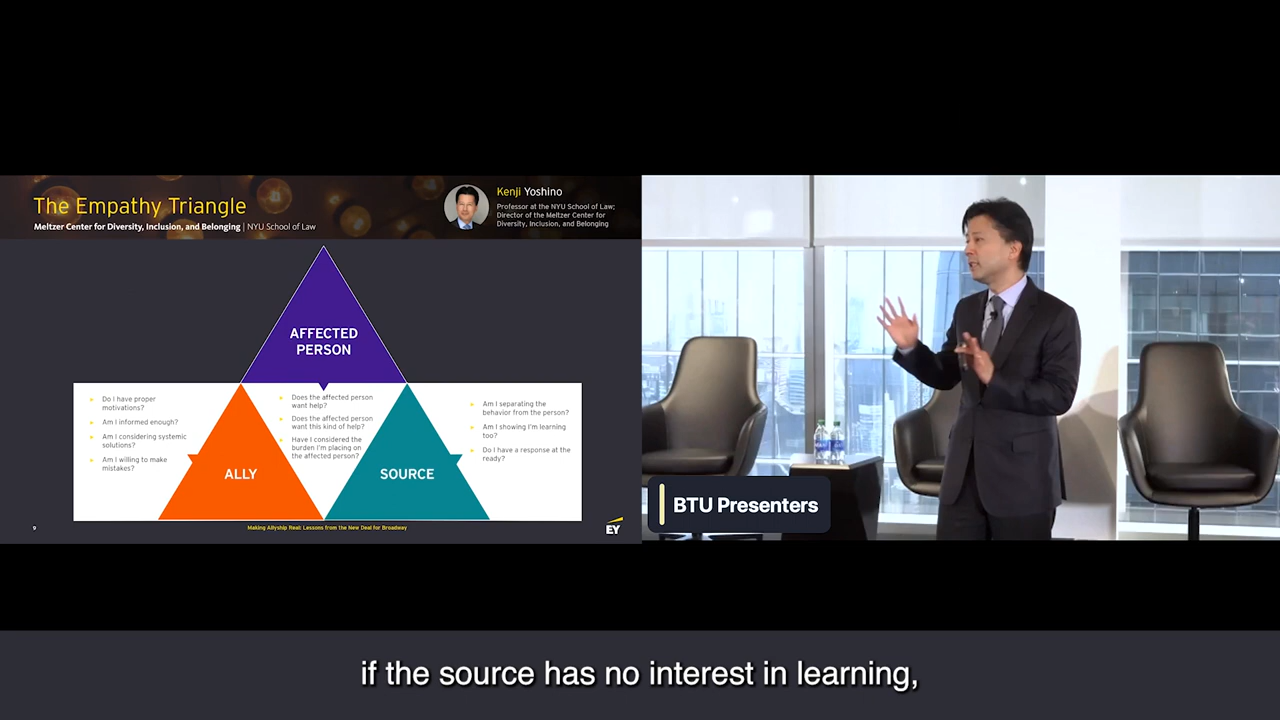 The Empathy Triangle
Meltzer Center for Diversity, Inclusion, and Belonging | NYU School of Law
Kenji Yoshino
Professor at the NYU School of Law;
Director of the Meltzer Center for
Diversity, Inclusion, and Belonging
AFFECTED
PERSON
Do I have proper
motivations?
Am I informed enough?
Am I considering systemic
solutions?
Am I willing to make
mistakes?
ALLY
Does the affected person
want help?
Does the affected person
want this kind of help?
Have I considered the
burden I'm placing on
the affected person?
SOURCE
Am I separating the
behavior from the person?
Am I showing I'm learning
too?
Do I have a response at the
ready?
9
Making Allyship Real: Lessons from the New Deal for Broadway
EY
BTU Presenters
if the source has no interest in learning,